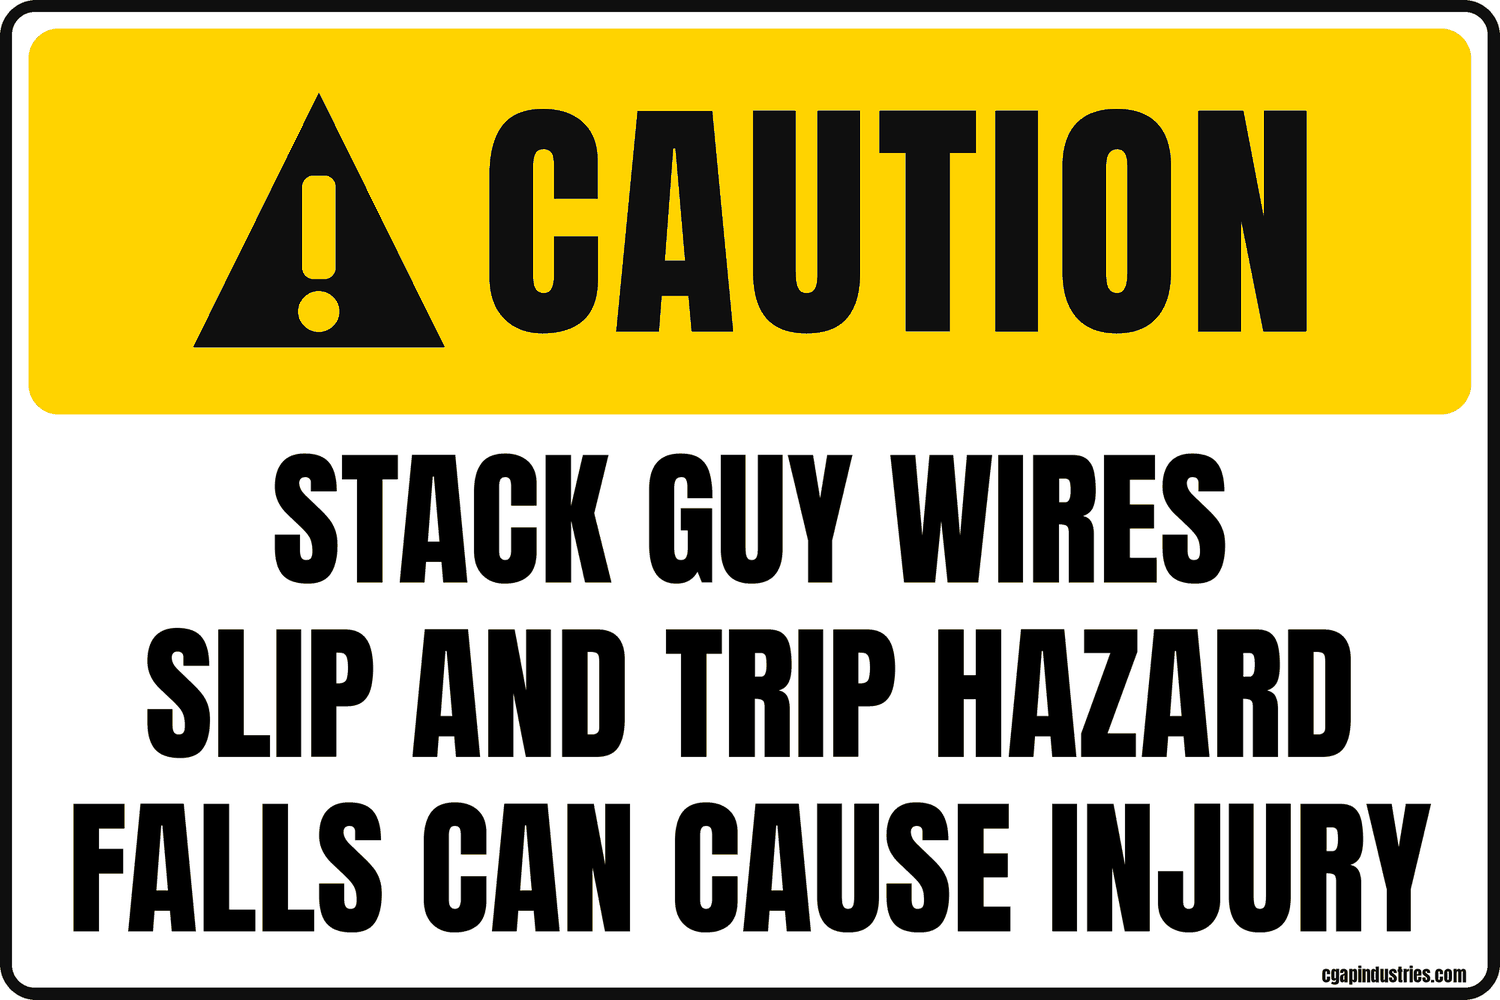 CAUTION
STACK GUY WIRES
SLIP AND TRIP HAZARD
FALLS CAN CAUSE INJURY
cgapindustries.com